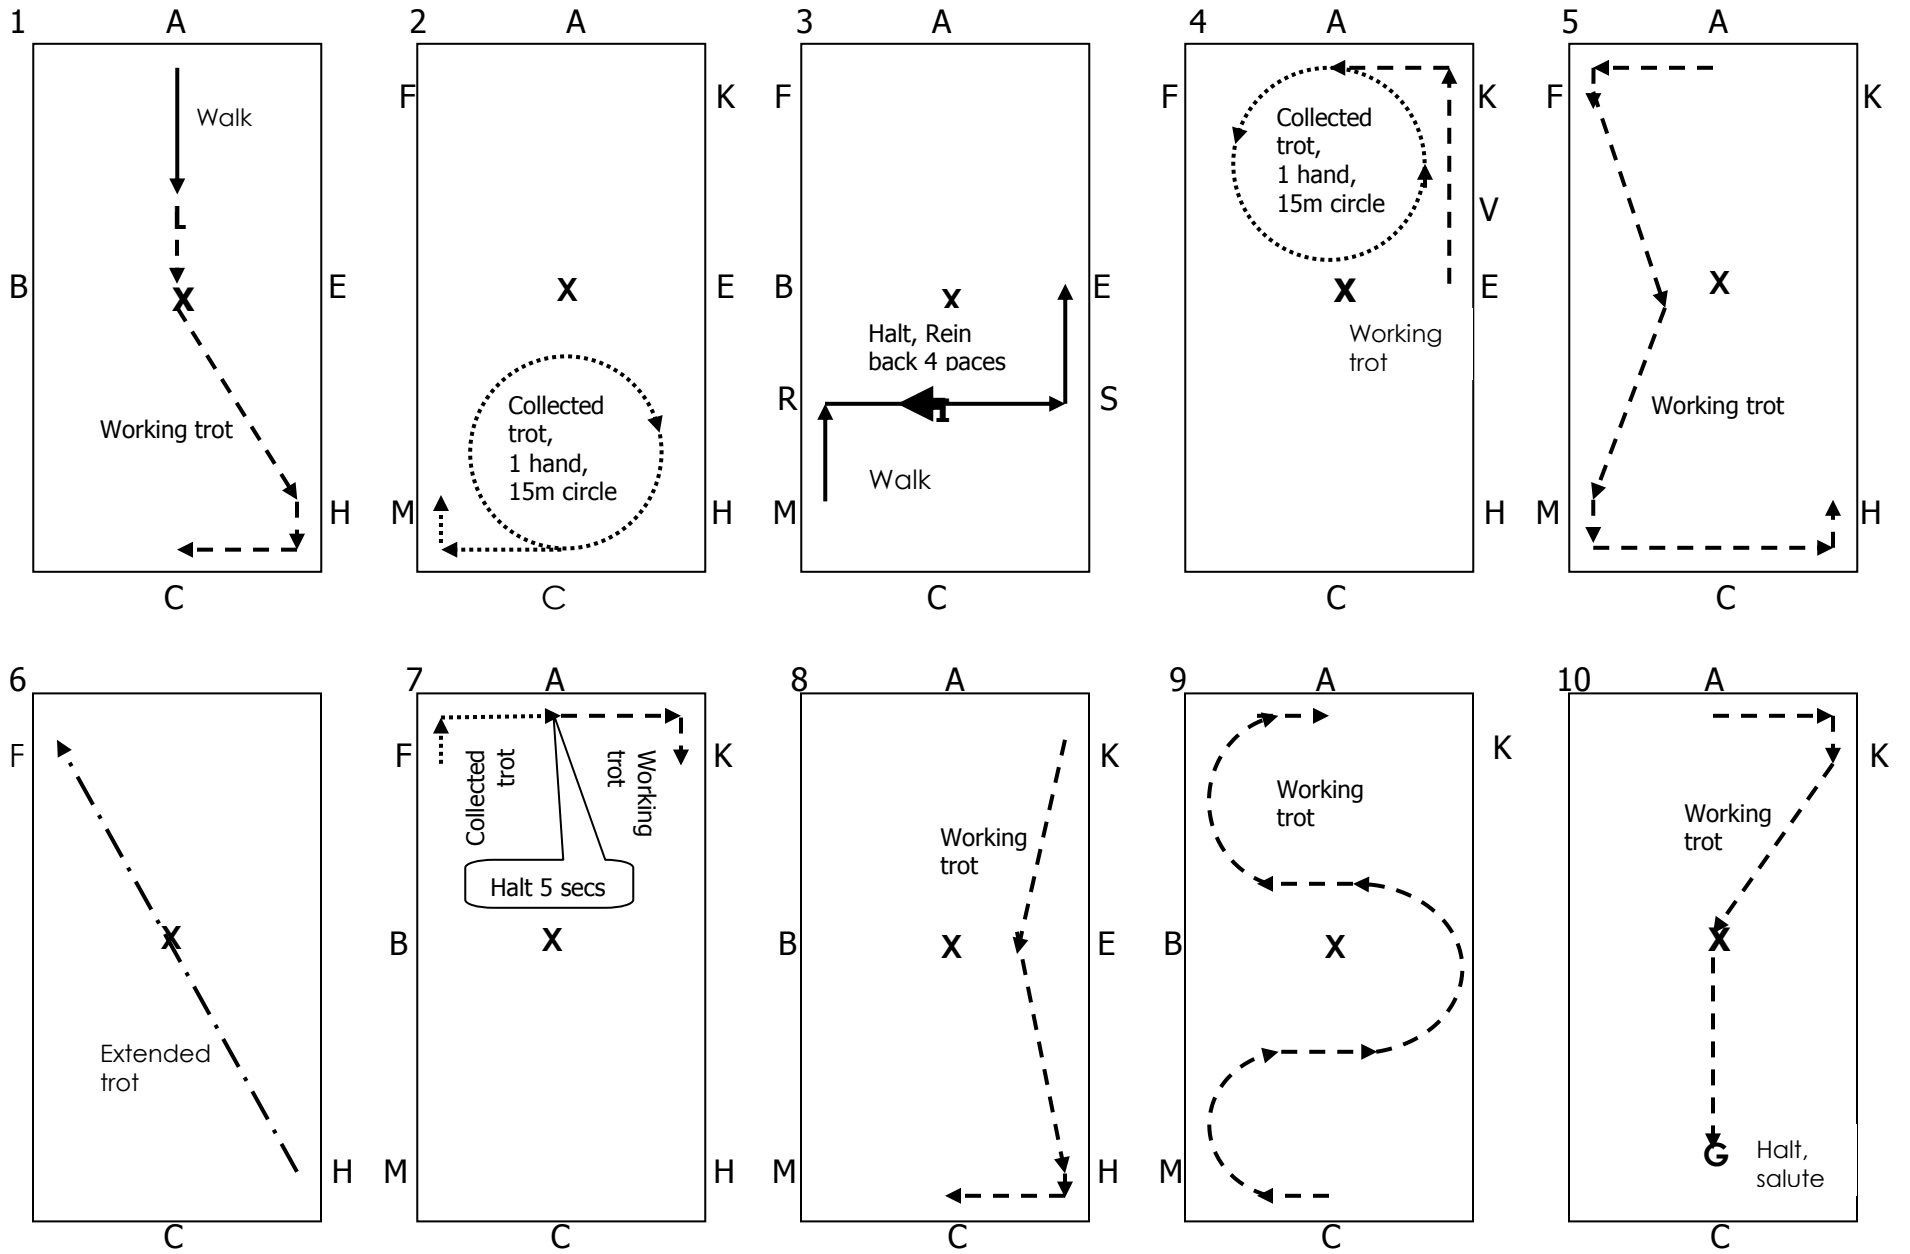 1 A
Walk
L
B X E
Working trot
H
C
2 A
F K
X E
Collected
trot,
1 hand,
15m circle
M H
C
3 A
F
B X E
Halt, Rein
back 4 paces
R I S
Walk
M
C
4 A
F K
Collected
trot,
1 hand,
15m circle
V
X E
Working
trot
H
C
5 A
F K
X
Working trot
M H
C
6
F
X
Extended
trot
H
C
7 A
F K
Collected
trot
Working
trot
Halt 5 secs
B X
M H
C
8 A
K
Working
trot
B X E
M H
C
9 A
K
Working
trot
B X
M
C
10 A
K
Working
trot
X
G
Halt,
salute
C